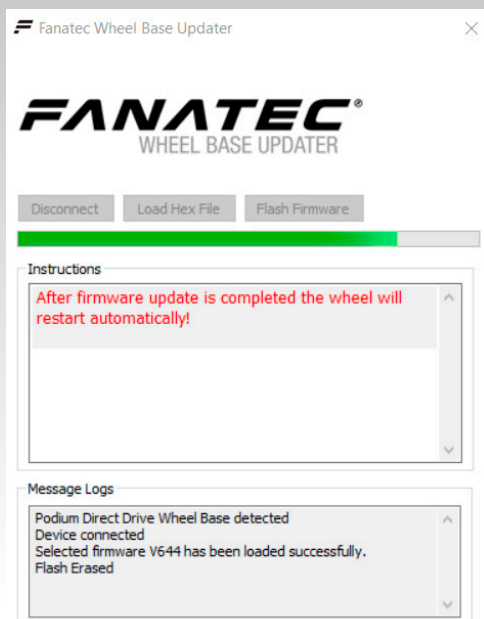 Fanatec Wheel Base Updater
FANATEC®
WHEEL BASE UPDATER
Disconnect Load Hex File Flash Firmware
Instructions
After firmware update is completed the wheel will
restart automatically!
Message Logs
Podium Direct Drive Wheel Base detected
Device connected
Selected firmware V644 has been loaded successfully.
Flash Erased